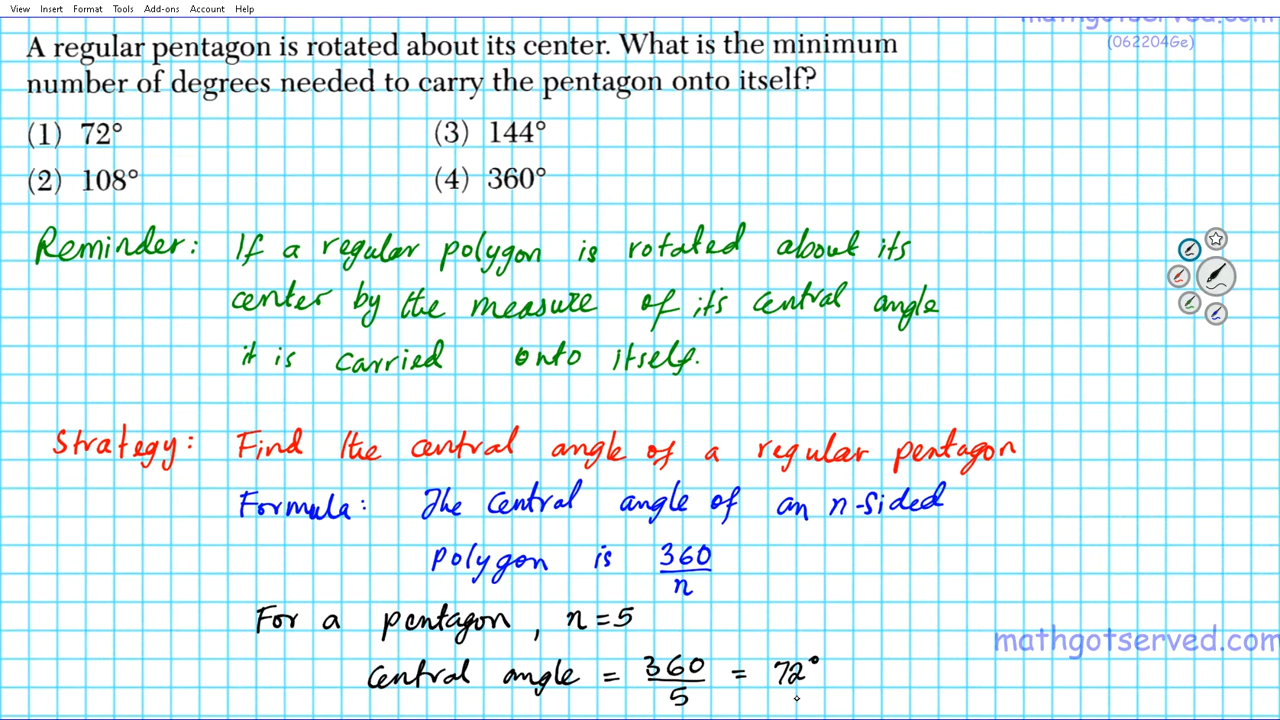 View Insert Format Tools Add-ons Account Help
mathgotserved.com
(062204Ge)
A regular pentagon is rotated about its center. What is the minimum
number of degrees needed to carry the pentagon onto itself?
(1) 72° (3) 144°
(2) 108° (4) 360°
Reminder: If a regular polygon is rotated about its
center by the measure of it's central angle
it is carried onto itself.
Strategy: Find the central angle of a regular pentagon
Formula: The central angle of an n-sided
polygon is 360/n
For a pentagon, n=5
central angle = 360/5 = 72°
mathgotserved.com